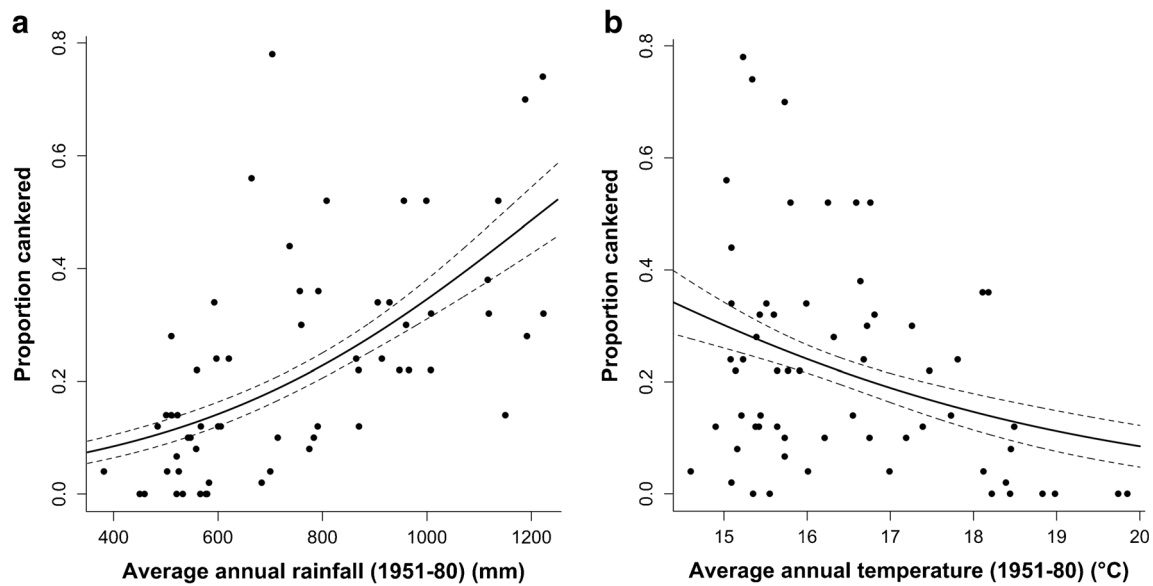 a
Proportion cankered
0.8
0.6
0.4
0.2
0.0
400 600 800 1000 1200
Average annual rainfall (1951-80) (mm)
b
Proportion cankered
0.8
0.6
0.4
0.2
0.0
15 16 17 18 19 20
Average annual temperature (1951-80) (°C)